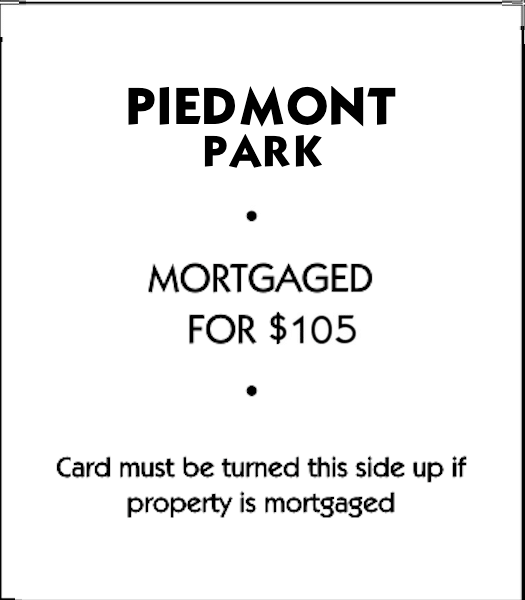 PIEDMONT
PARK
•
MORTGAGED
FOR $105
•
Card must be turned this side up if
property is mortgaged